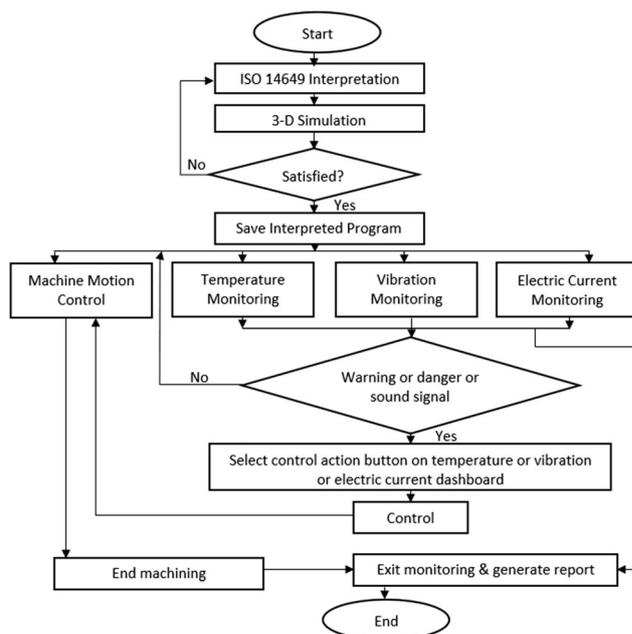 Start
ISO 14649 Interpretation
3-D Simulation
No
Satisfied?
Yes
Save Interpreted Program
Machine Motion
Control
Temperature
Monitoring
Vibration
Monitoring
Electric Current
Monitoring
No
Warning or danger or
sound signal
Yes
Select control action button on temperature or vibration
or electric current dashboard
Control
End machining
Exit monitoring & generate report
End